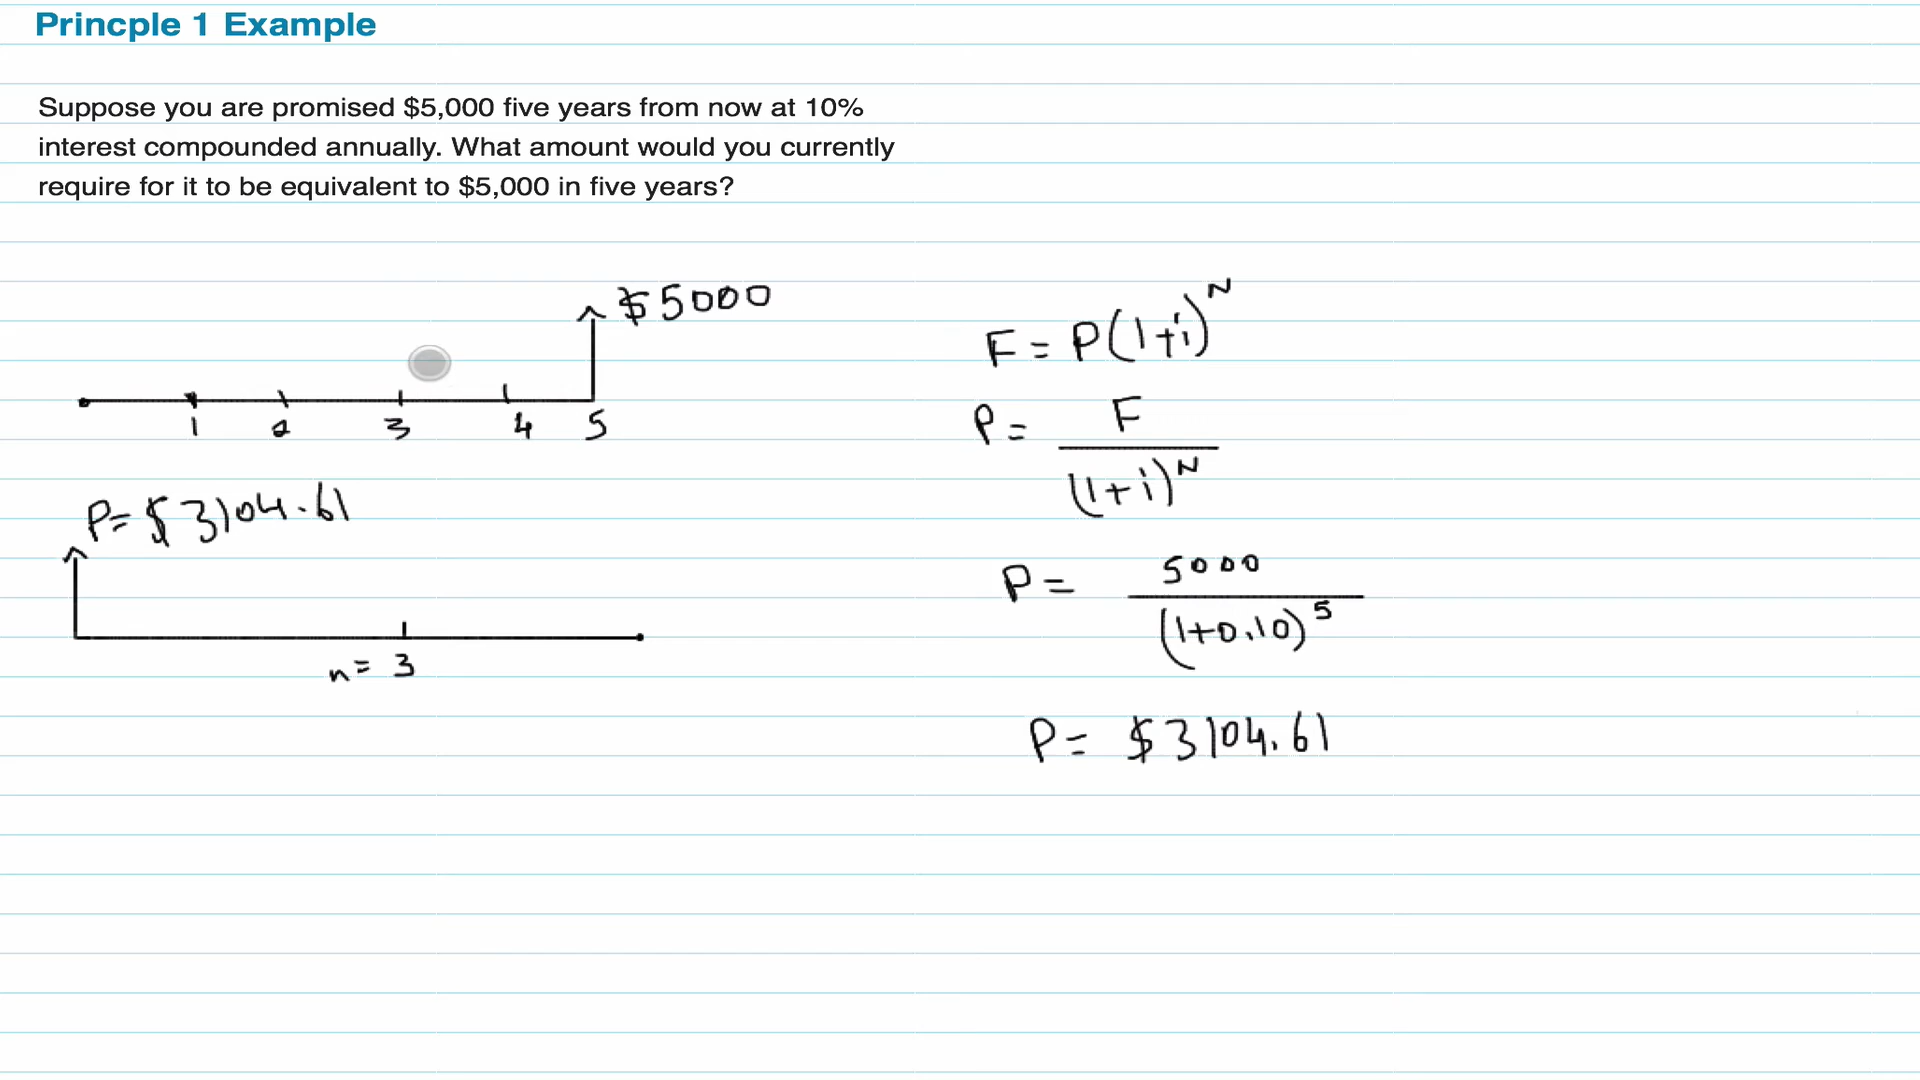 Princple 1 Example
Suppose you are promised $5,000 five years from now at 10%
interest compounded annually. What amount would you currently
require for it to be equivalent to $5,000 in five years?
$5000
1 2 3 4 5
P= $3104.61
n= 3
F = P(1+i)^N
P = F
(1+i)^N
P = 5000
(1+0.10)^5
P= $3104.61